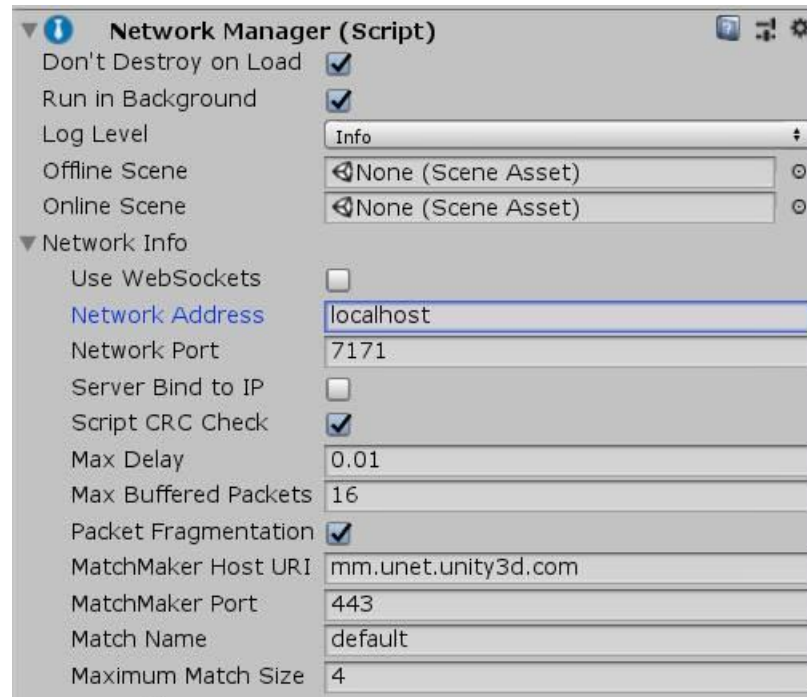 Network Manager (Script)
Don't Destroy on Load
Run in Background
Log Level Info
Offline Scene None (Scene Asset)
Online Scene None (Scene Asset)
Network Info
Use WebSockets
Network Address localhost
Network Port 7171
Server Bind to IP
Script CRC Check
Max Delay 0.01
Max Buffered Packets 16
Packet Fragmentation
MatchMaker Host URI mm.unet.unity3d.com
MatchMaker Port 443
Match Name default
Maximum Match Size 4